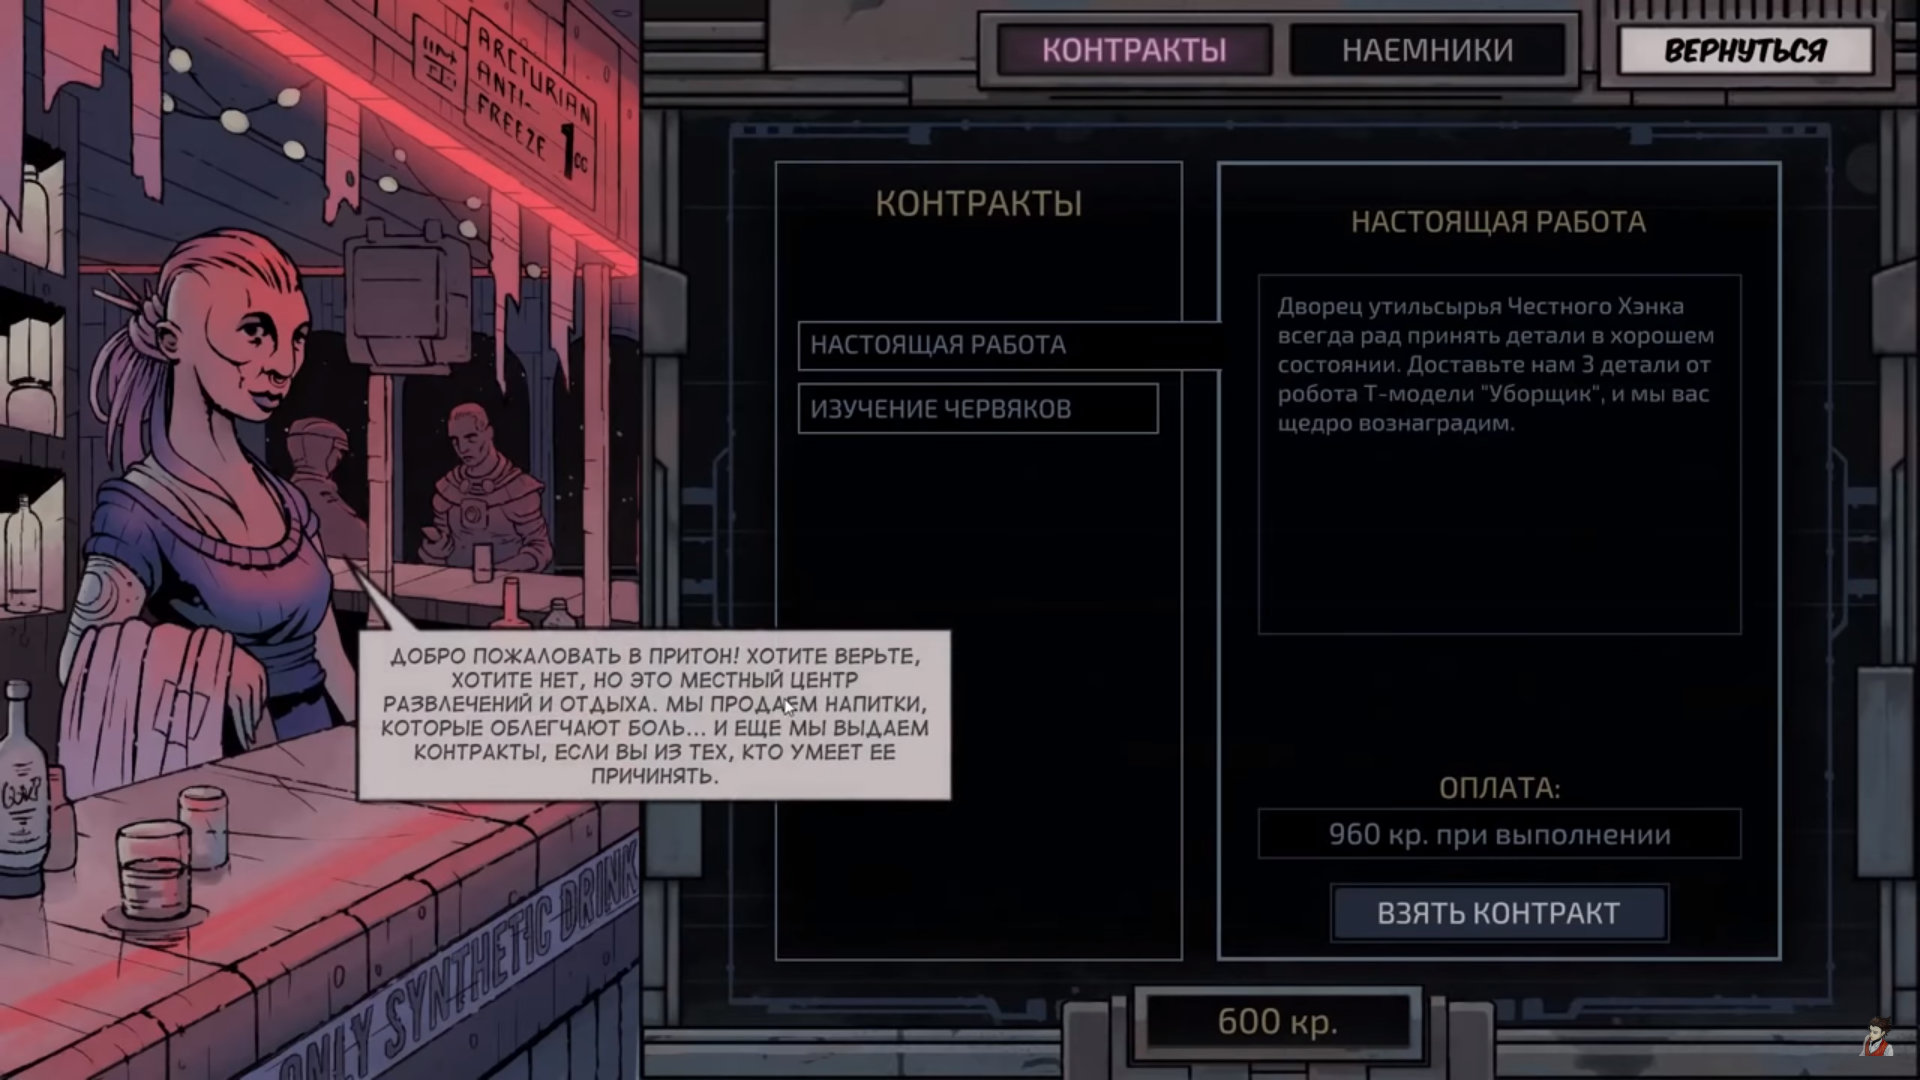 ARCTURIAN
ANTI-
FREEZE 1cc
КОНТРАКТЫ
НАЕМНИКИ
ВЕРНУТЬСЯ
КОНТРАКТЫ
НАСТОЯЩАЯ РАБОТА
ИЗУЧЕНИЕ ЧЕРВЯКОВ
НАСТОЯЩАЯ РАБОТА
Дворец утильсырья Честного Хэнка
всегда рад принять детали в хорошем
состоянии. Доставьте нам 3 детали от
робота Т-модели "Уборщик", и мы вас
щедро вознаградим.
ДОБРО ПОЖАЛОВАТЬ В ПРИТОН! ХОТИТЕ ВЕРЬТЕ,
ХОТИТЕ НЕТ, НО ЭТО МЕСТНЫЙ ЦЕНТР
РАЗВЛЕЧЕНИЙ И ОТДЫХА. МЫ ПРОДАЕМ НАПИТКИ,
КОТОРЫЕ ОБЛЕГЧАЮТ БОЛЬ... И ЕЩЕ МЫ ВЫДАЕМ
КОНТРАКТЫ, ЕСЛИ ВЫ ИЗ ТЕХ, КТО УМЕЕТ ЕЕ
ПРИЧИНЯТЬ.
ОПЛАТА:
960 кр. при выполнении
ВЗЯТЬ КОНТРАКТ
ONLY SYNTHETIC DRINK
600 кр.